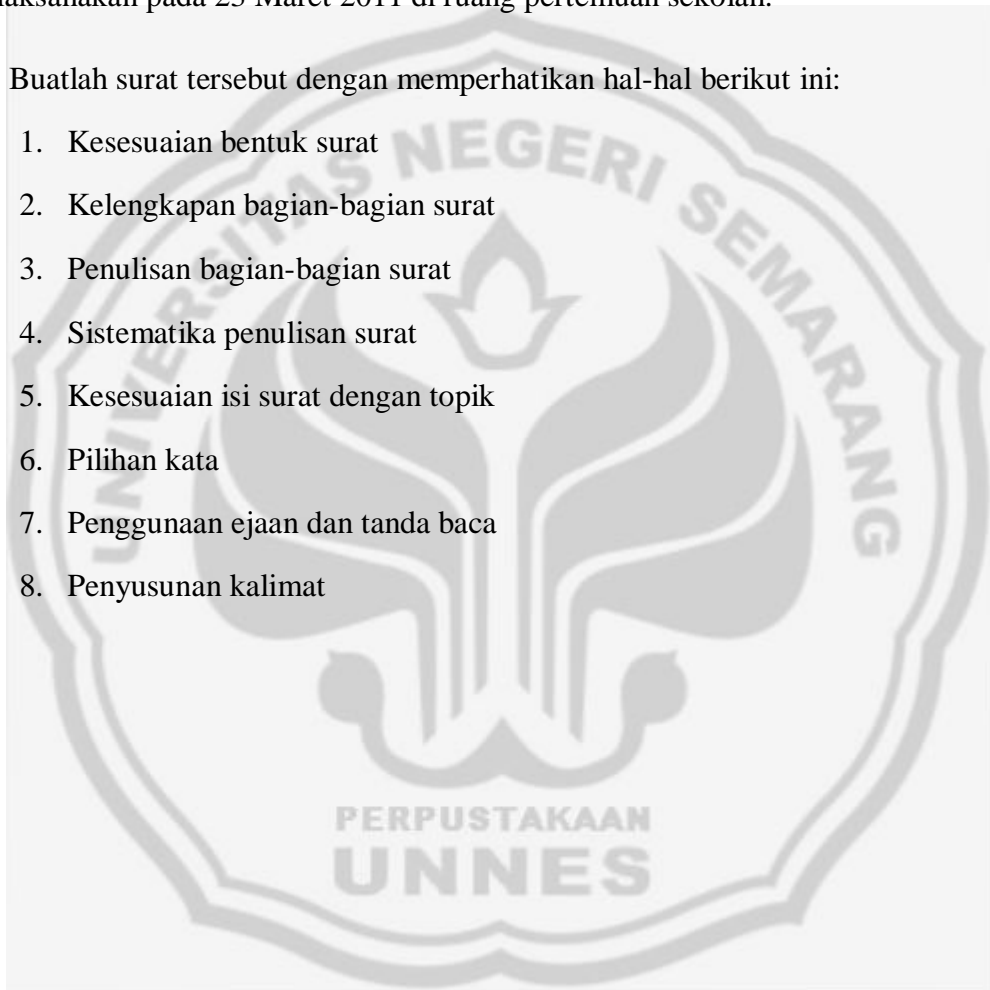 pada 23 Maret 2011 di ruang pertemuan sekolah.
Buatlah surat tersebut dengan memperhatikan hal-hal berikut ini:
1. Kesesuaian bentuk surat
2. Kelengkapan bagian-bagian surat
3. Penulisan bagian-bagian surat
4. Sistematika penulisan surat
5. Kesesuaian isi surat dengan topik
6. Pilihan kata
7. Penggunaan ejaan dan tanda baca
8. Penyusunan kalimat
UNIVERSITAS NEGERI SEMARANG
PERPUSTAKAAN
UNNES